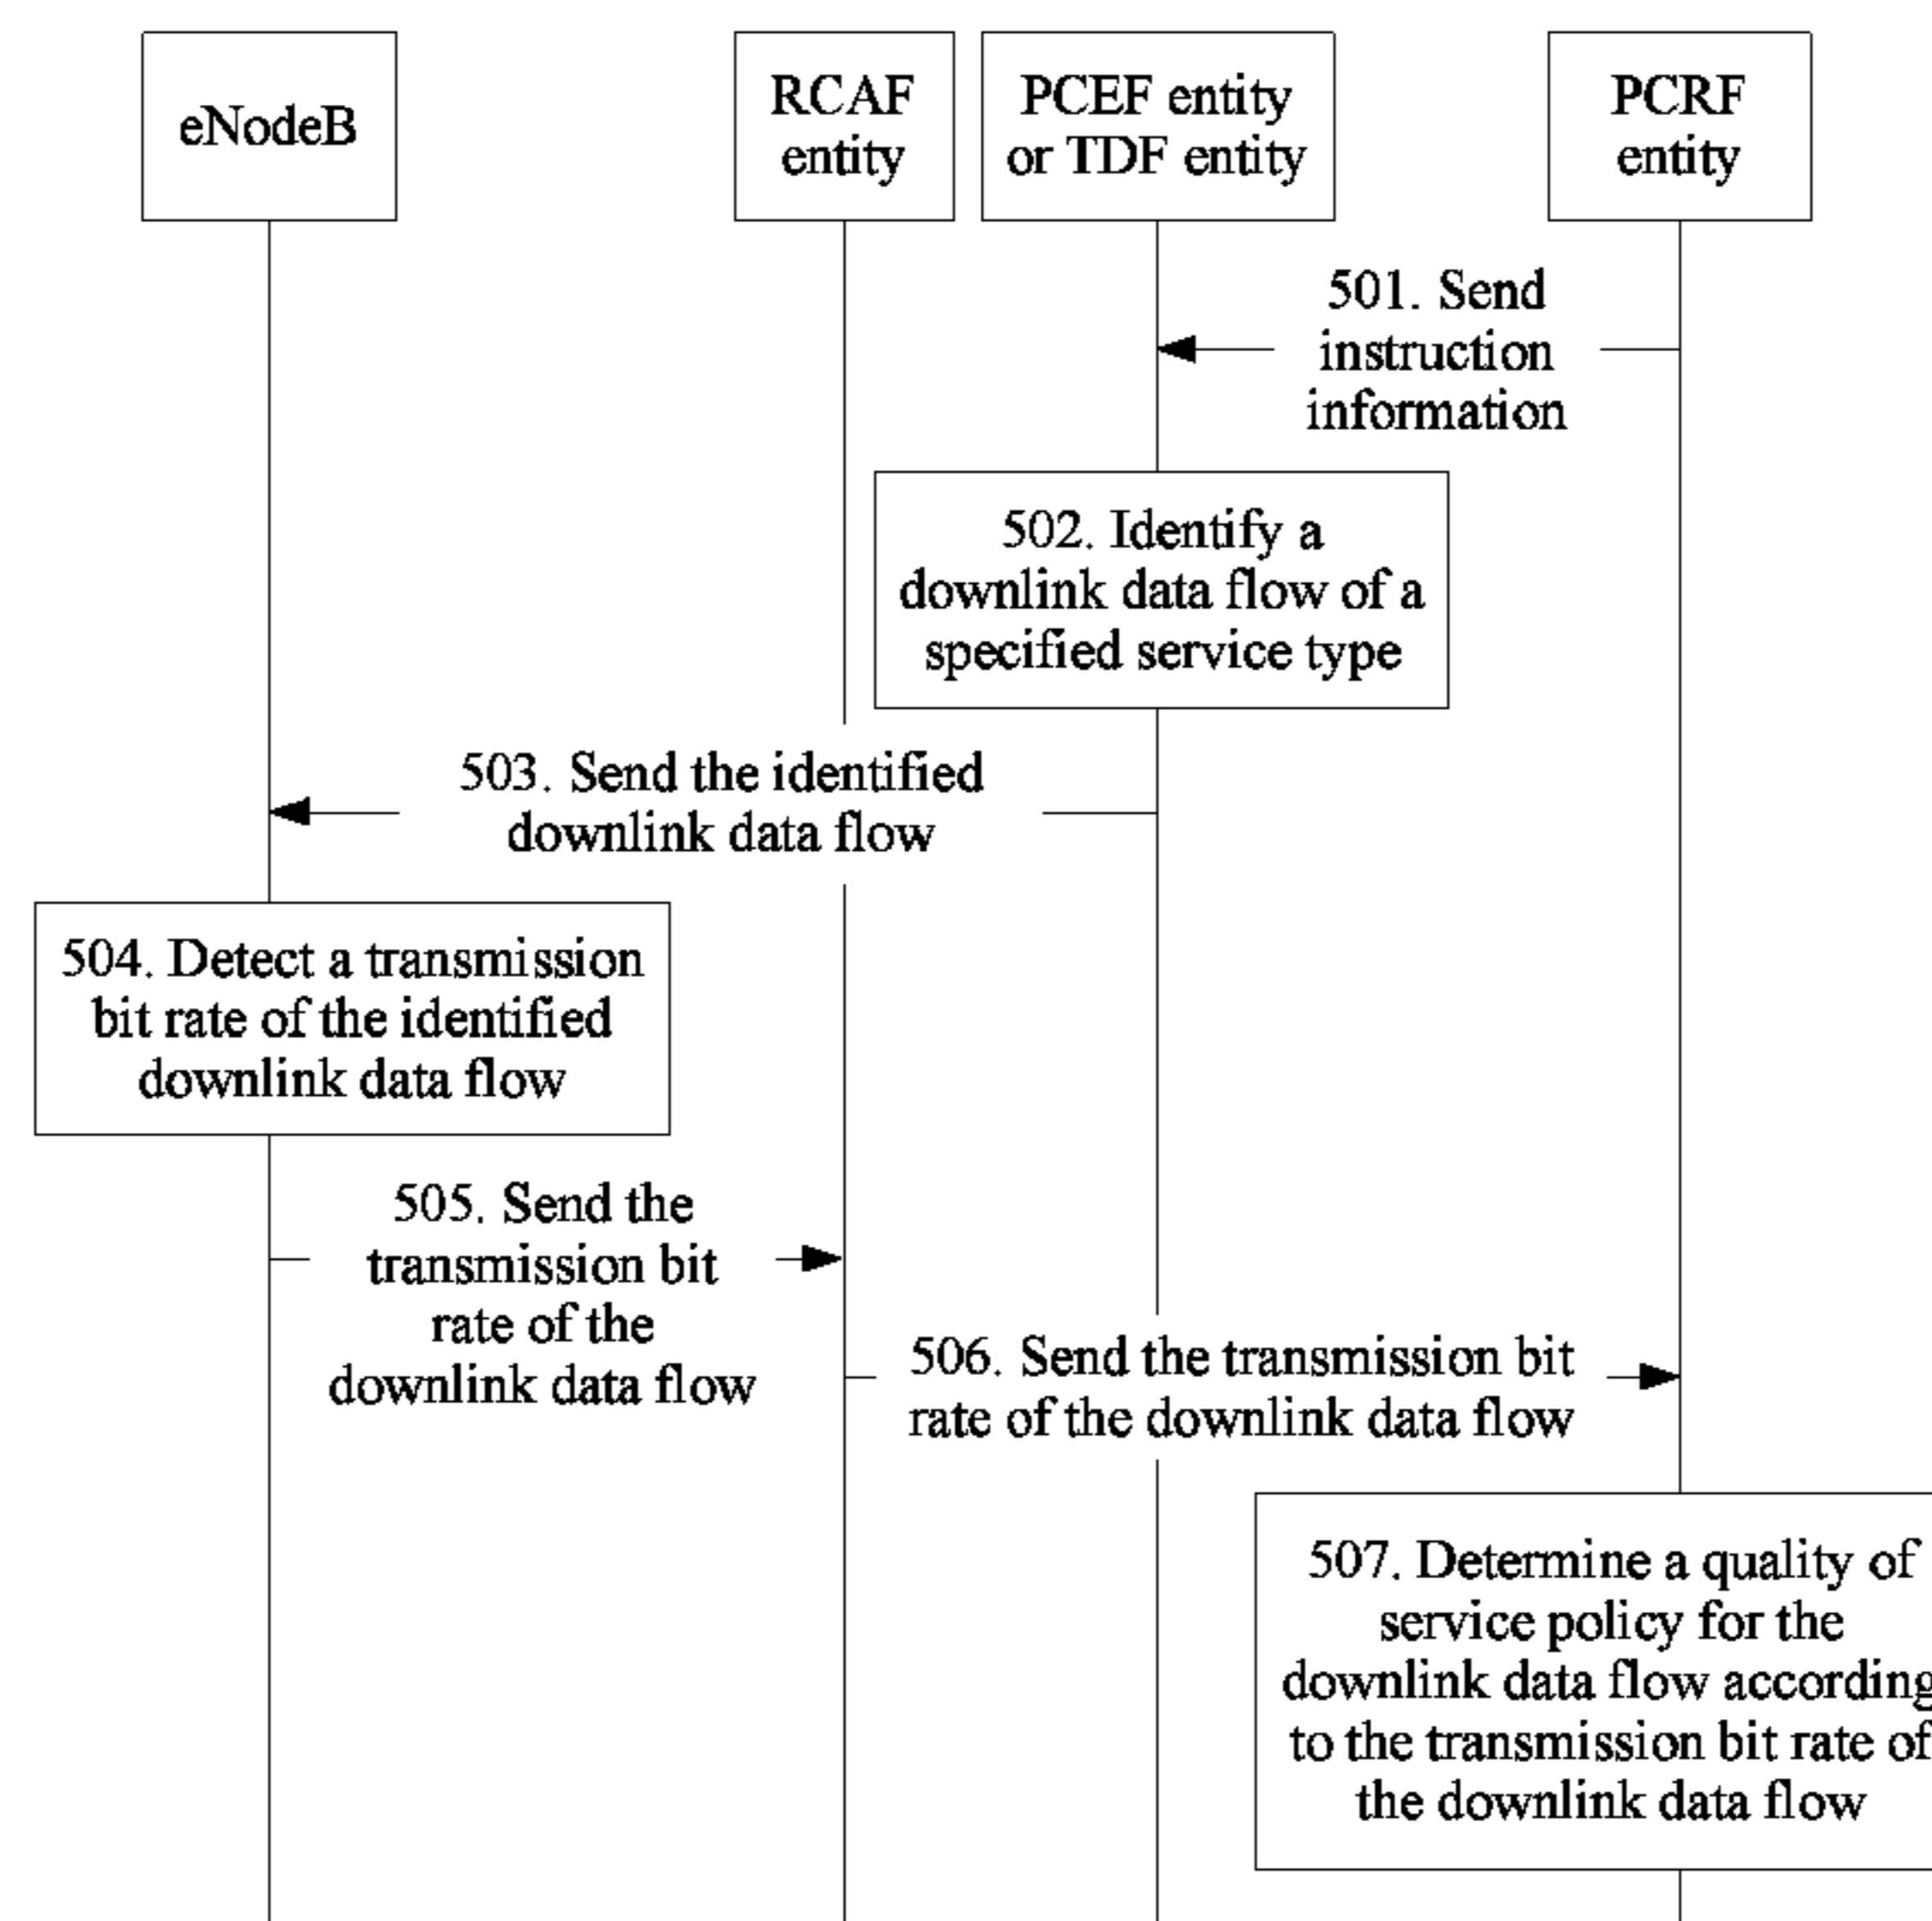 eNodeB
RCAF
entity
PCEF entity
or TDF entity
PCRF
entity
501. Send
instruction
information
502. Identify a
downlink data flow of a
specified service type
503. Send the identified
downlink data flow
504. Detect a transmission
bit rate of the identified
downlink data flow
505. Send the
transmission bit
rate of the
downlink data flow
506. Send the transmission bit
rate of the downlink data flow
507. Determine a quality of
service policy for the
downlink data flow according
to the transmission bit rate of
the downlink data flow